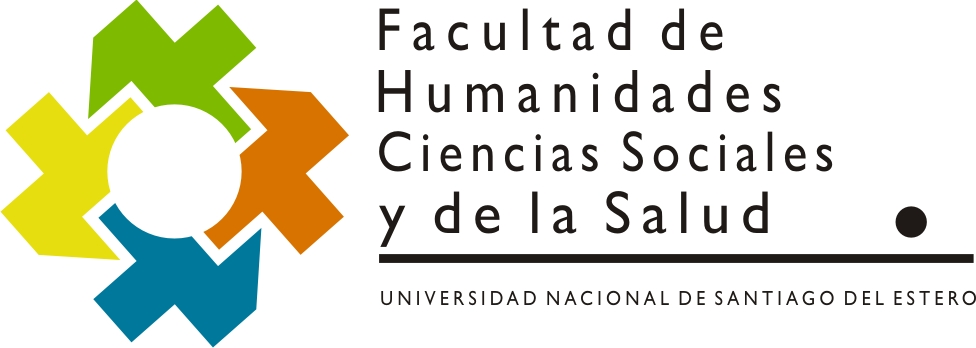 Facultad de
Humanidades
Ciencias Sociales
y de la Salud
UNIVERSIDAD NACIONAL DE SANTIAGO DEL ESTERO